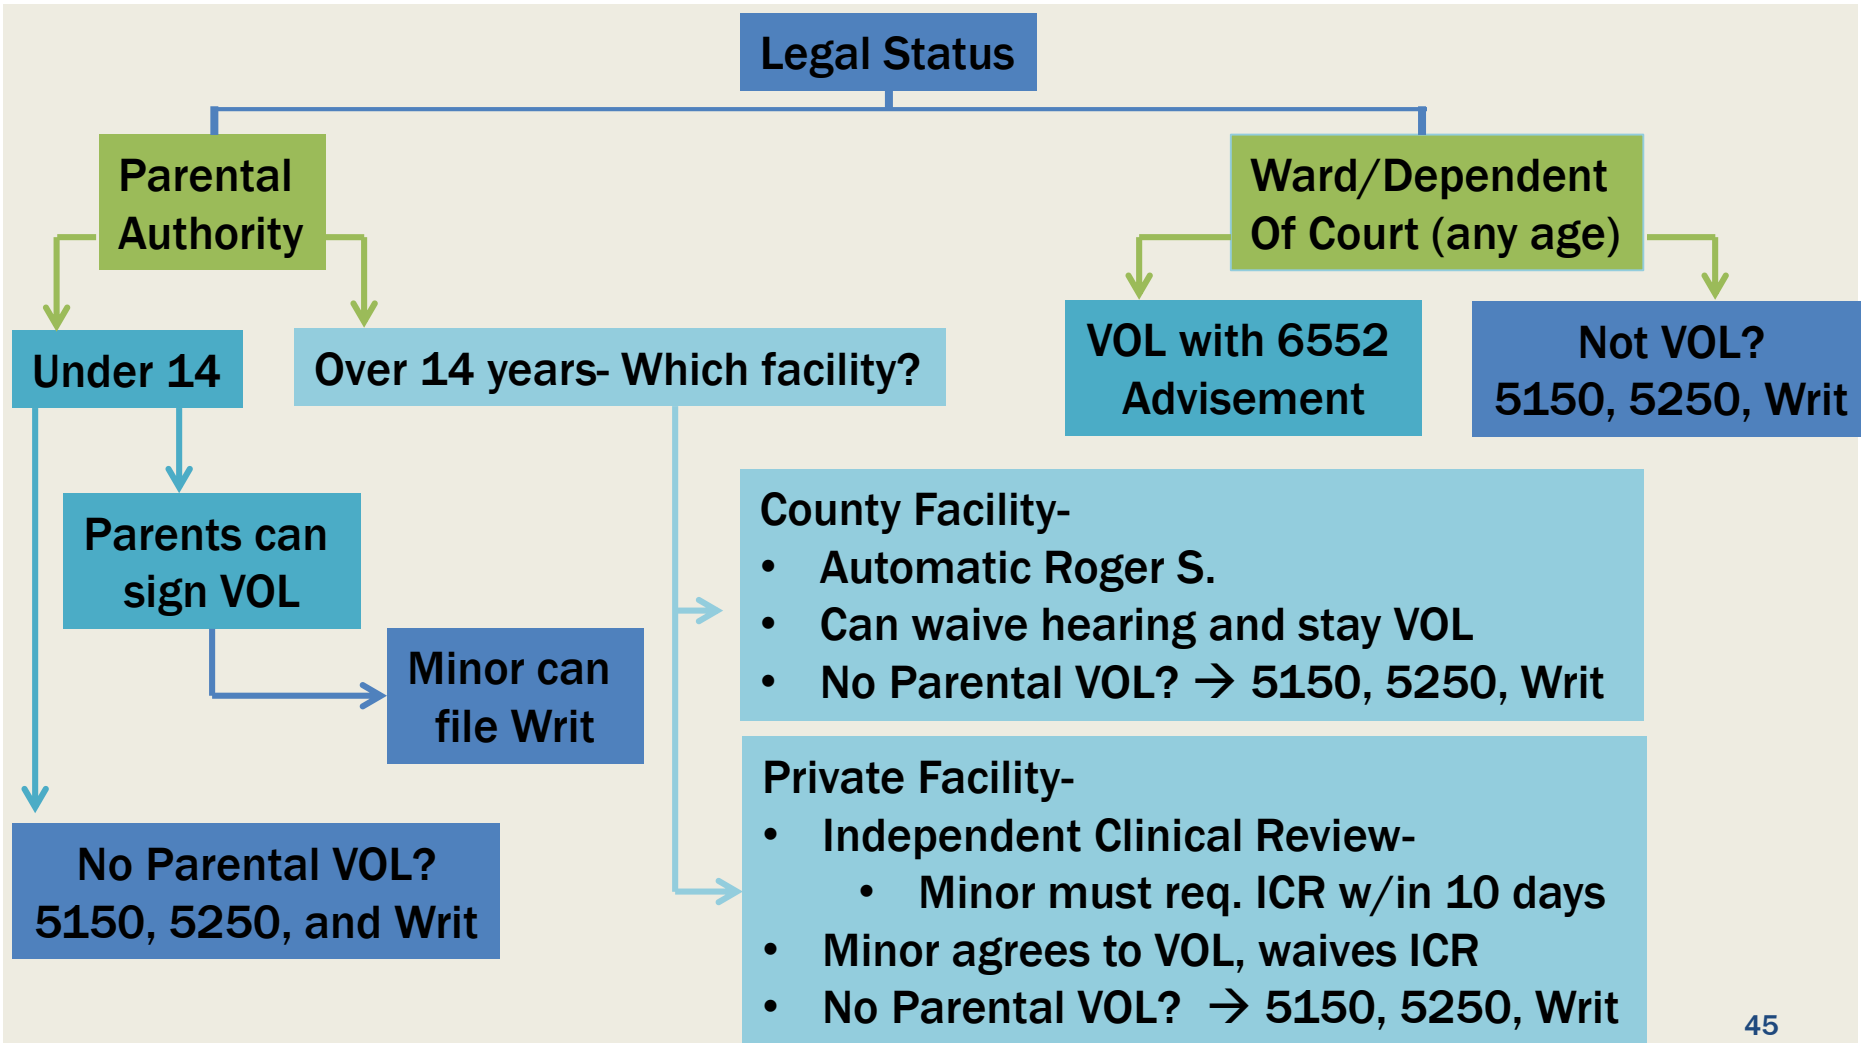 Legal Status
Parental
Authority
Ward/Dependent
Of Court (any age)
Under 14
Over 14 years- Which facility?
VOL with 6552
Advisement
Not VOL?
5150, 5250, Writ
Parents can
sign VOL
Minor can
file Writ
No Parental VOL?
5150, 5250, and Writ
County Facility-
• Automatic Roger S.
• Can waive hearing and stay VOL
• No Parental VOL? → 5150, 5250, Writ
Private Facility-
• Independent Clinical Review-
• Minor must req. ICR w/in 10 days
• Minor agrees to VOL, waives ICR
• No Parental VOL? → 5150, 5250, Writ
45